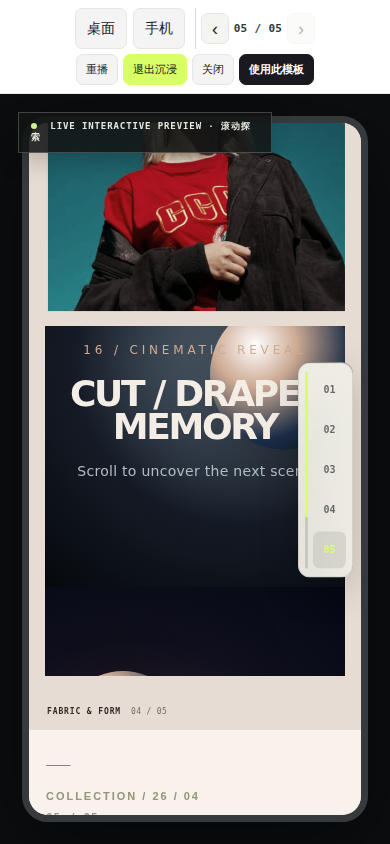 桌面
手机
‹
05 / 05
›
重播
退出沉浸
关闭
使用此模板
LIVE INTERACTIVE PREVIEW · 滚动探
索
16 / CINEMATIC REVEAL
CUT / DRAPE
MEMORY
Scroll to uncover the next
01
02
03
04
05
FABRIC & FORM 04 / 05
COLLECTION / 26 / 04